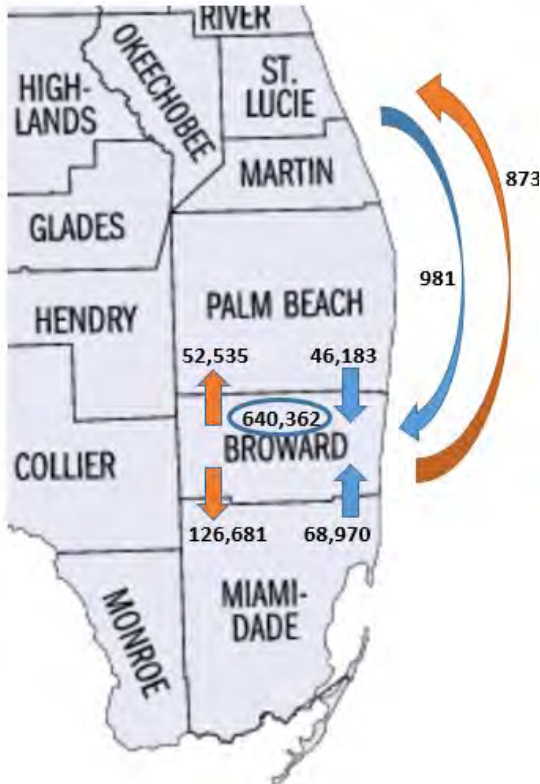 RIVER
OKEECHOBEE
ST.
LUCIE
HIGH-
LANDS
MARTIN
873
GLADES
981
PALM BEACH
HENDRY
52,535
46,183
640,362
BROWARD
COLLIER
126,681
68,970
MIAMI-
DADE
MONROE